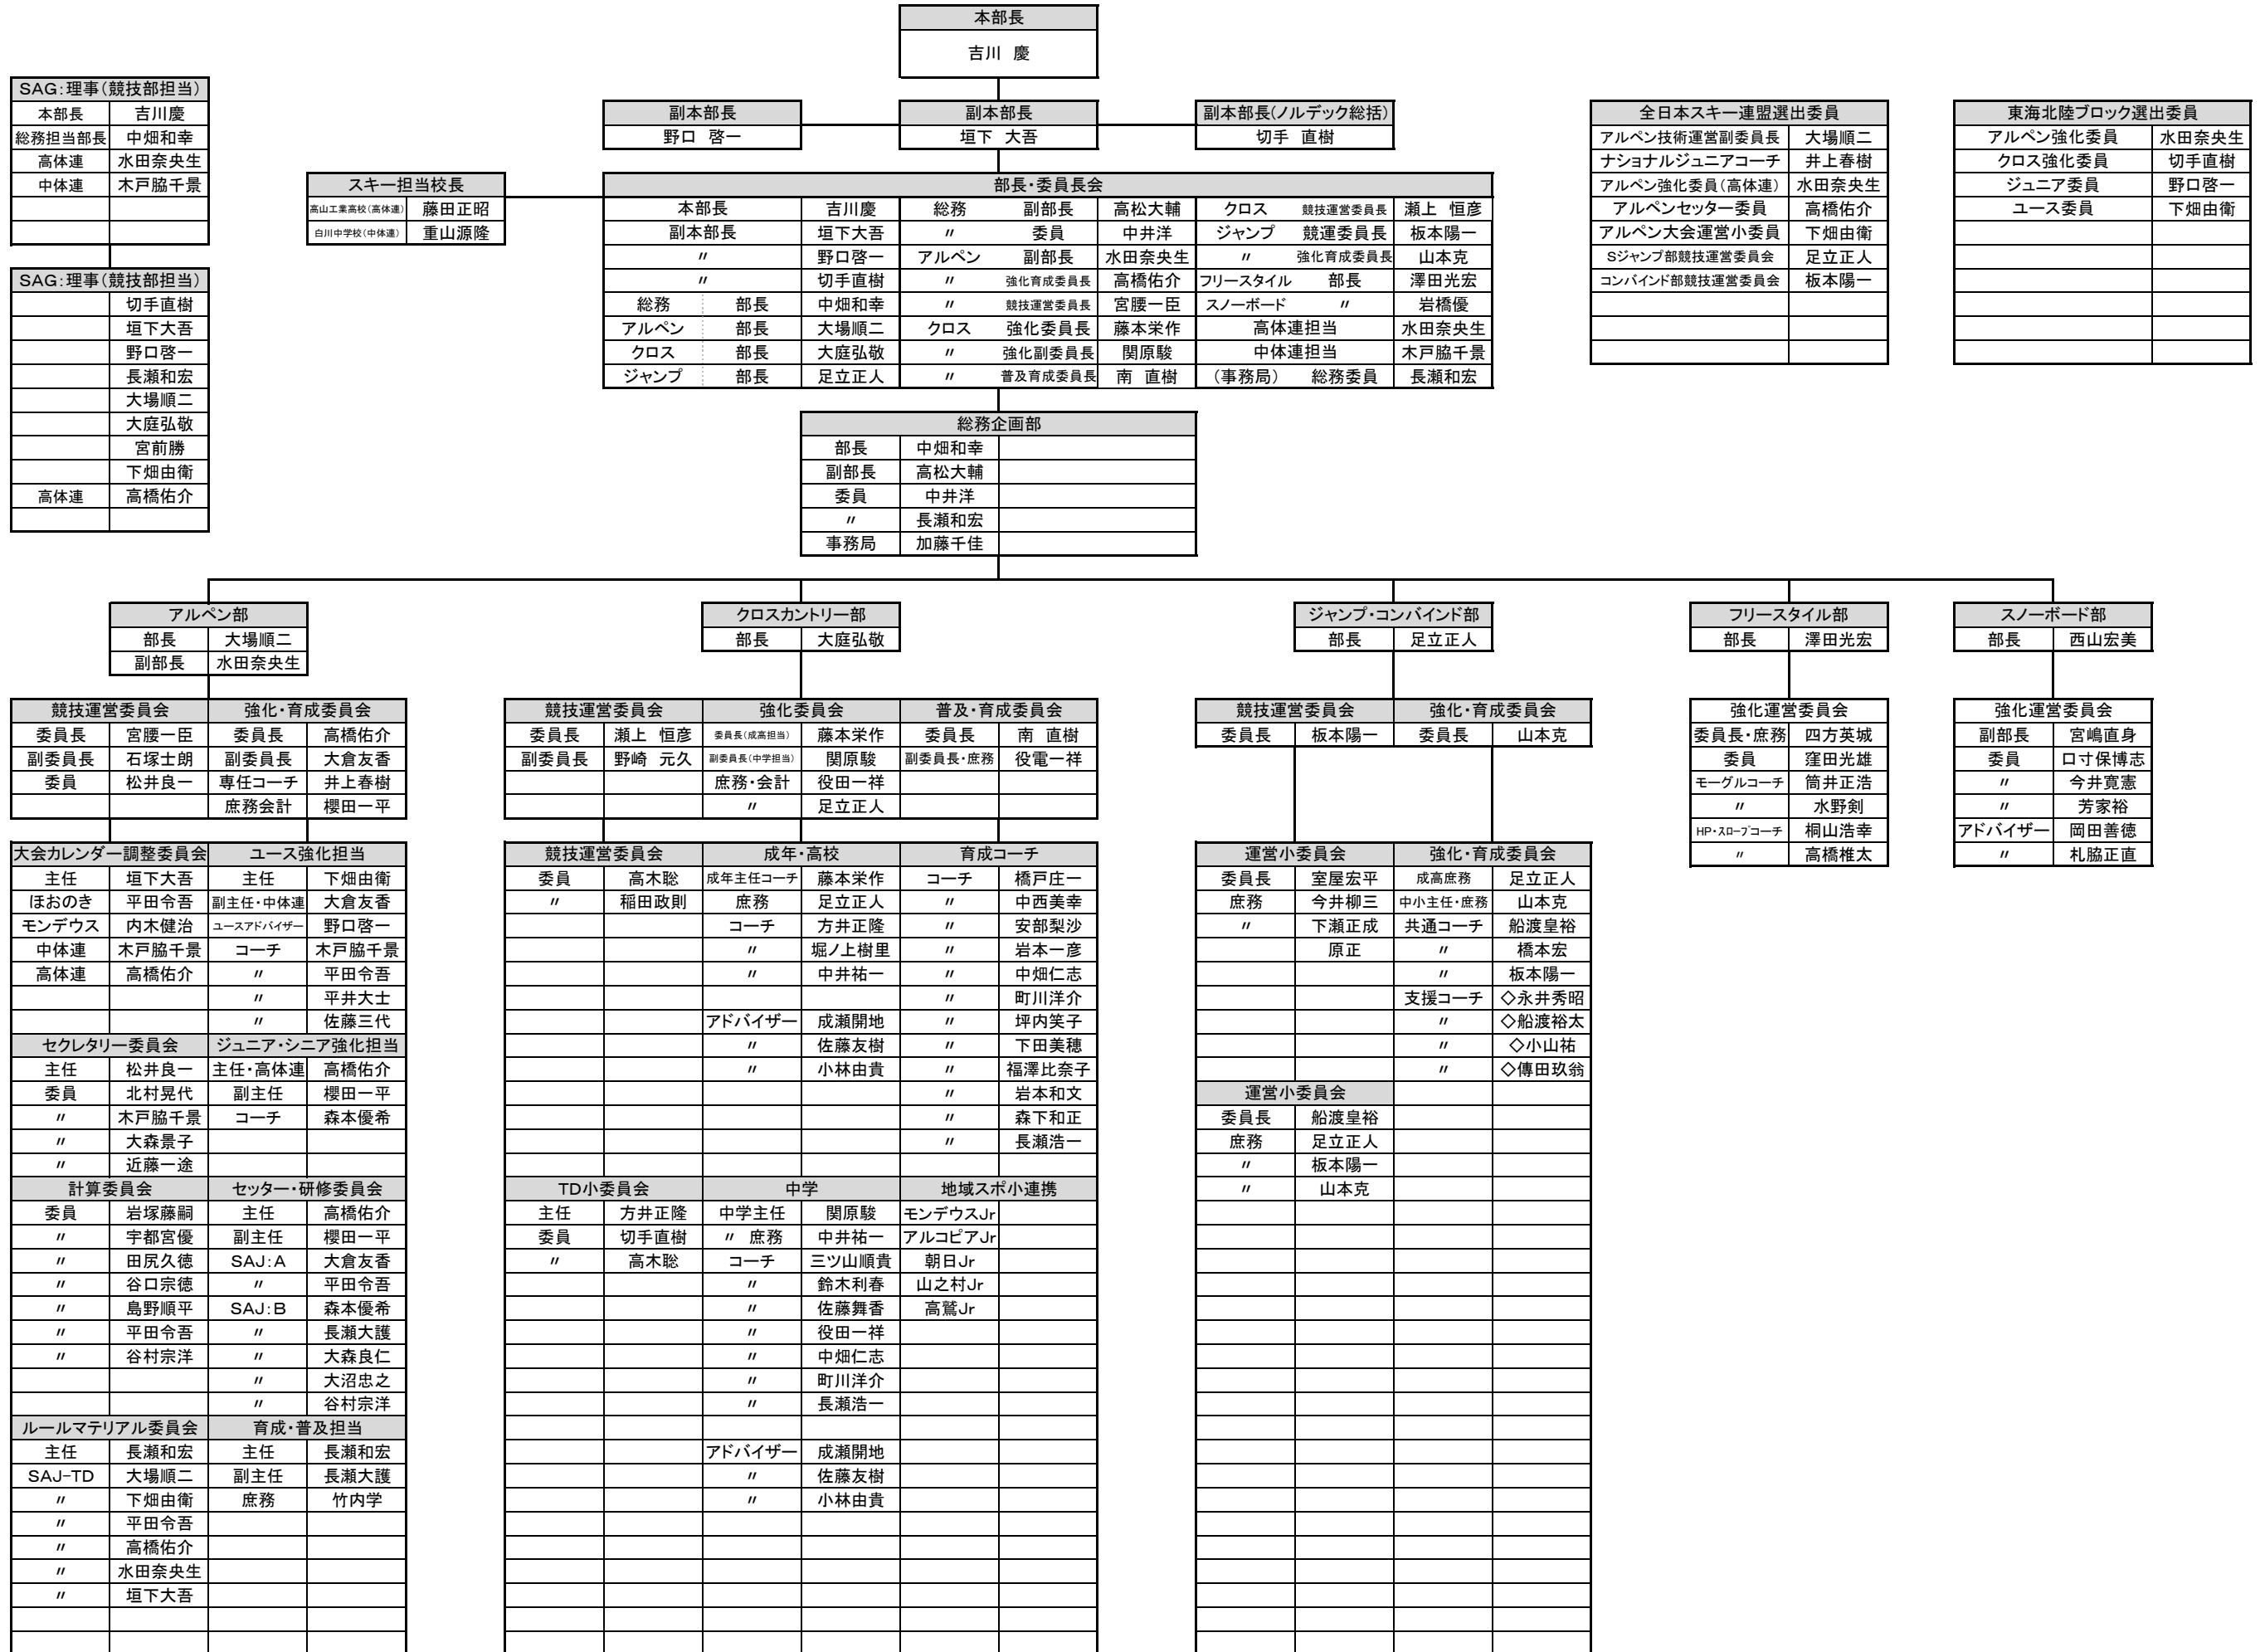 本部長
吉川 慶
SAG:理事(競技部担当)
本部長 吉川慶
総務担当部長 中畑和幸
高体連 水田奈央生
中体連 木戸脇千景
SAG:理事(競技部担当)
切手直樹
垣下大吾
野口啓一
長瀬和宏
大場順二
大庭弘敬
宮前勝
下畑由衛
高体連 高橋佑介
副本部長
野口 啓一
副本部長
垣下 大吾
副本部長(ノルデック総括)
切手 直樹
スキー担当校長
高山工業高校(高体連) 藤田正昭
白川中学校(中体連) 重山源隆
部長・委員長会
本部長 吉川慶 総務 副部長 高松大輔 クロス 競技運営委員長 瀬上 恒彦
副本部長 垣下大吾 〃 委員 中井洋 ジャンプ 競運委員長 板本陽一
〃 野口啓一 アルペン 副部長 水田奈央生 〃 強化育成委員長 山本克
〃 切手直樹 〃 強化育成委員長 高橋佑介 フリースタイル 部長 澤田光宏
総務 部長 中畑和幸 〃 競技運営委員長 宮腰一臣 スノーボード 〃 岩橋優
アルペン 部長 大場順二 クロス 強化委員長 藤本栄作 高体連担当 水田奈央生
クロス 部長 大庭弘敬 〃 強化副委員長 関原駿 中体連担当 木戸脇千景
ジャンプ 部長 足立正人 〃 普及育成委員長 南 直樹 (事務局) 総務委員 長瀬和宏
全日本スキー連盟選出委員
アルペン技術運営副委員長 大場順二
ナショナルジュニアコーチ 井上春樹
アルペン強化委員(高体連) 水田奈央生
アルペンセッター委員 高橋佑介
アルペン大会運営小委員 下畑由衛
Sジャンプ部競技運営委員会 足立正人
コンバインド部競技運営委員会 板本陽一
東海北陸ブロック選出委員
アルペン強化委員 水田奈央生
クロス強化委員 切手直樹
ジュニア委員 野口啓一
ユース委員 下畑由衛
総務企画部
部長 中畑和幸
副部長 高松大輔
委員 中井洋
〃 長瀬和宏
事務局 加藤千佳
アルペン部
部長 大場順二
副部長 水田奈央生
競技運営委員会 強化・育成委員会
委員長 宮腰一臣 委員長 高橋佑介
副委員長 石塚士朗 副委員長 大倉友香
委員 松井良一 専任コーチ 井上春樹
庶務会計 櫻田一平
大会カレンダー調整委員会 ユース強化担当
主任 垣下大吾 主任 下畑由衛
ほおのき 平田令吾 副主任・中体連 大倉友香
モンデウス 内木健治 ユースアドバイザー 野口啓一
中体連 木戸脇千景 コーチ 木戸脇千景
高体連 高橋佑介 〃 平田令吾
〃 平井大士
〃 佐藤三代
セクレタリー委員会 ジュニア・シニア強化担当
主任 松井良一 主任・高体連 高橋佑介
委員 北村晃代 副主任 櫻田一平
〃 木戸脇千景 コーチ 森本優希
〃 大森景子
〃 近藤一途
計算委員会 セッター・研修委員会
委員 岩塚藤嗣 主任 高橋佑介
〃 宇都宮優 副主任 櫻田一平
〃 田尻久徳 SAJ:A 大倉友香
〃 谷口宗徳 〃 平田令吾
〃 島野順平 SAJ:B 森本優希
〃 平田令吾 〃 長瀬大護
〃 谷村宗洋 〃 大森良仁
〃 大沼忠之
〃 谷村宗洋
ルールマテリアル委員会 育成・普及担当
主任 長瀬和宏 主任 長瀬和宏
SAJ-TD 大場順二 副主任 長瀬大護
〃 下畑由衛 庶務 竹内学
〃 平田令吾
〃 高橋佑介
〃 水田奈央生
〃 垣下大吾
クロスカントリー部
部長 大庭弘敬
競技運営委員会 強化委員会 普及・育成委員会
委員長 瀬上 恒彦 委員長(成高担当) 藤本栄作 委員長 南 直樹
副委員長 野崎 元久 副委員長(中学担当) 関原駿 副委員長・庶務 役電一祥
庶務・会計 役田一祥
〃 足立正人
競技運営委員会 成年・高校 育成コーチ
委員 高木聡 成年主任コーチ 藤本栄作 コーチ 橋戸庄一
〃 稲田政則 庶務 足立正人 〃 中西美幸
コーチ 方井正隆 〃 安部梨沙
〃 堀ノ上樹里 〃 岩本一彦
〃 中井祐一 〃 中畑仁志
〃 町川洋介
アドバイザー 成瀬開地 〃 坪内笑子
〃 佐藤友樹 〃 下田美穂
〃 小林由貴 〃 福澤比奈子
〃 岩本和文
〃 森下和正
〃 長瀬浩一
TD小委員会 中学 地域スポ小連携
主任 方井正隆 中学主任 関原駿 モンデウスJr
委員 切手直樹 〃 庶務 中井祐一 アルコピアJr
〃 高木聡 コーチ 三ツ山順貴 朝日Jr
〃 鈴木利春 山之村Jr
〃 佐藤舞香 高鷲Jr
〃 役田一祥
〃 中畑仁志
〃 町川洋介
〃 長瀬浩一
アドバイザー 成瀬開地
〃 佐藤友樹
〃 小林由貴
ジャンプ・コンバインド部
部長 足立正人
競技運営委員会 強化・育成委員会
委員長 板本陽一 委員長 山本克
運営小委員会 強化・育成委員会
委員長 室屋宏平 成高庶務 足立正人
庶務 今井柳三 中小主任・庶務 山本克
〃 下瀬正成 共通コーチ 船渡皇裕
原正 〃 橋本宏
〃 板本陽一
支援コーチ ◇永井秀昭
〃 ◇船渡裕太
〃 ◇小山祐
〃 ◇傳田玖翁
運営小委員会
委員長 船渡皇裕
庶務 足立正人
〃 板本陽一
〃 山本克
フリースタイル部
部長 澤田光宏
強化運営委員会
委員長・庶務 四方英城
委員 窪田光雄
モーグルコーチ 筒井正浩
〃 水野剣
HP・スロープコーチ 桐山浩幸
〃 高橋椎太
スノーボード部
部長 西山宏美
強化運営委員会
副部長 宮嶋直身
委員 口寸保博志
〃 今井寛憲
〃 芳家裕
アドバイザー 岡田善徳
〃 札脇正直